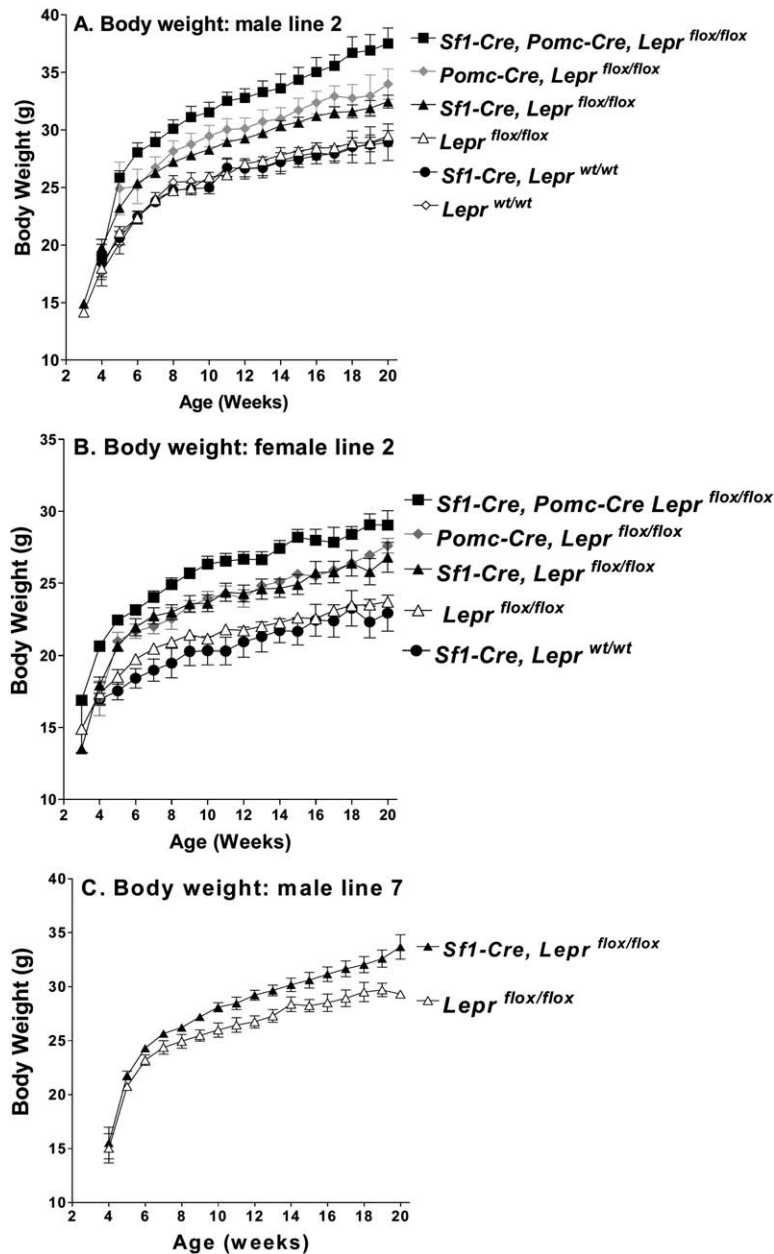 A. Body weight: male line 2
Sf1-Cre, Pomc-Cre, Lepr flox/flox
Pomc-Cre, Lepr flox/flox
Sf1-Cre, Lepr flox/flox
Lepr flox/flox
Sf1-Cre, Lepr wt/wt
Lepr wt/wt
Body Weight (g)
40
35
30
25
20
15
10
2 4 6 8 10 12 14 16 18 20
Age (Weeks)
B. Body weight: female line 2
Sf1-Cre, Pomc-Cre Lepr flox/flox
Pomc-Cre, Lepr flox/flox
Sf1-Cre, Lepr flox/flox
Lepr flox/flox
Sf1-Cre, Lepr wt/wt
Body Weight (g)
35
30
25
20
15
10
2 4 6 8 10 12 14 16 18 20
Age (Weeks)
C. Body weight: male line 7
Sf1-Cre, Lepr flox/flox
Lepr flox/flox
Body Weight (g)
40
35
30
25
20
15
10
2 4 6 8 10 12 14 16 18 20
Age (weeks)